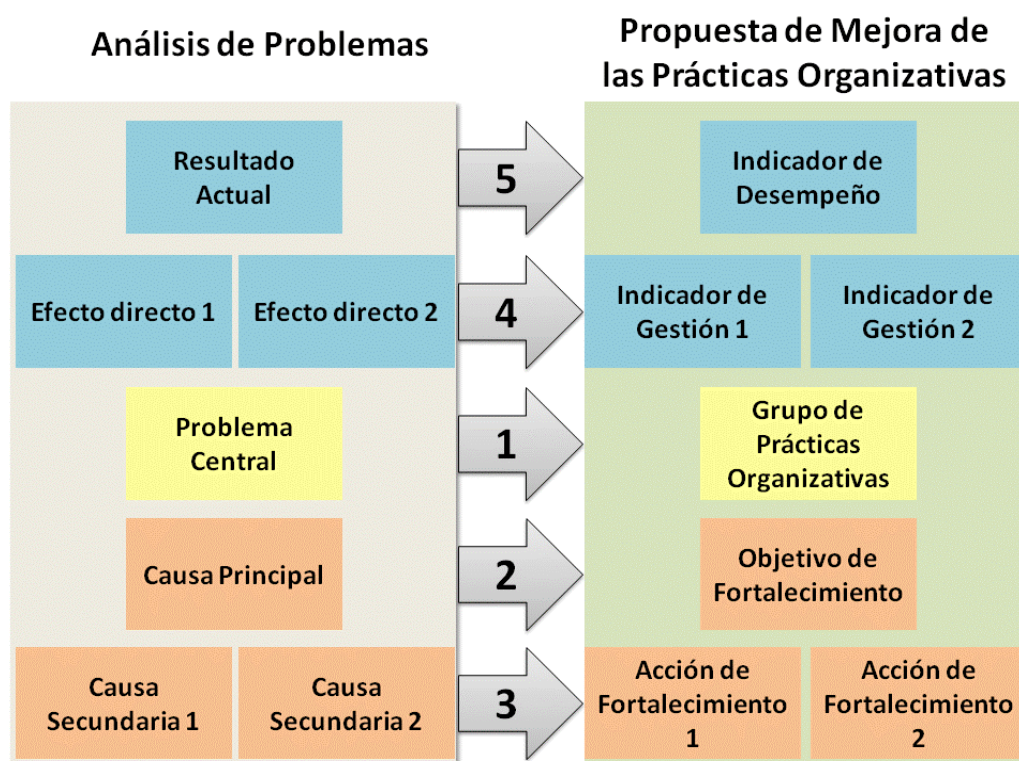 Análisis de Problemas
Propuesta de Mejora de
las Prácticas Organizativas
Resultado
Actual
5
Indicador de
Desempeño
Efecto directo 1
Efecto directo 2
4
Indicador de
Gestión 1
Indicador de
Gestión 2
Problema
Central
1
Grupo de
Prácticas
Organizativas
Causa Principal
2
Objetivo de
Fortalecimiento
Causa
Secundaria 1
Causa
Secundaria 2
3
Acción de
Fortalecimiento
1
Acción de
Fortalecimiento
2